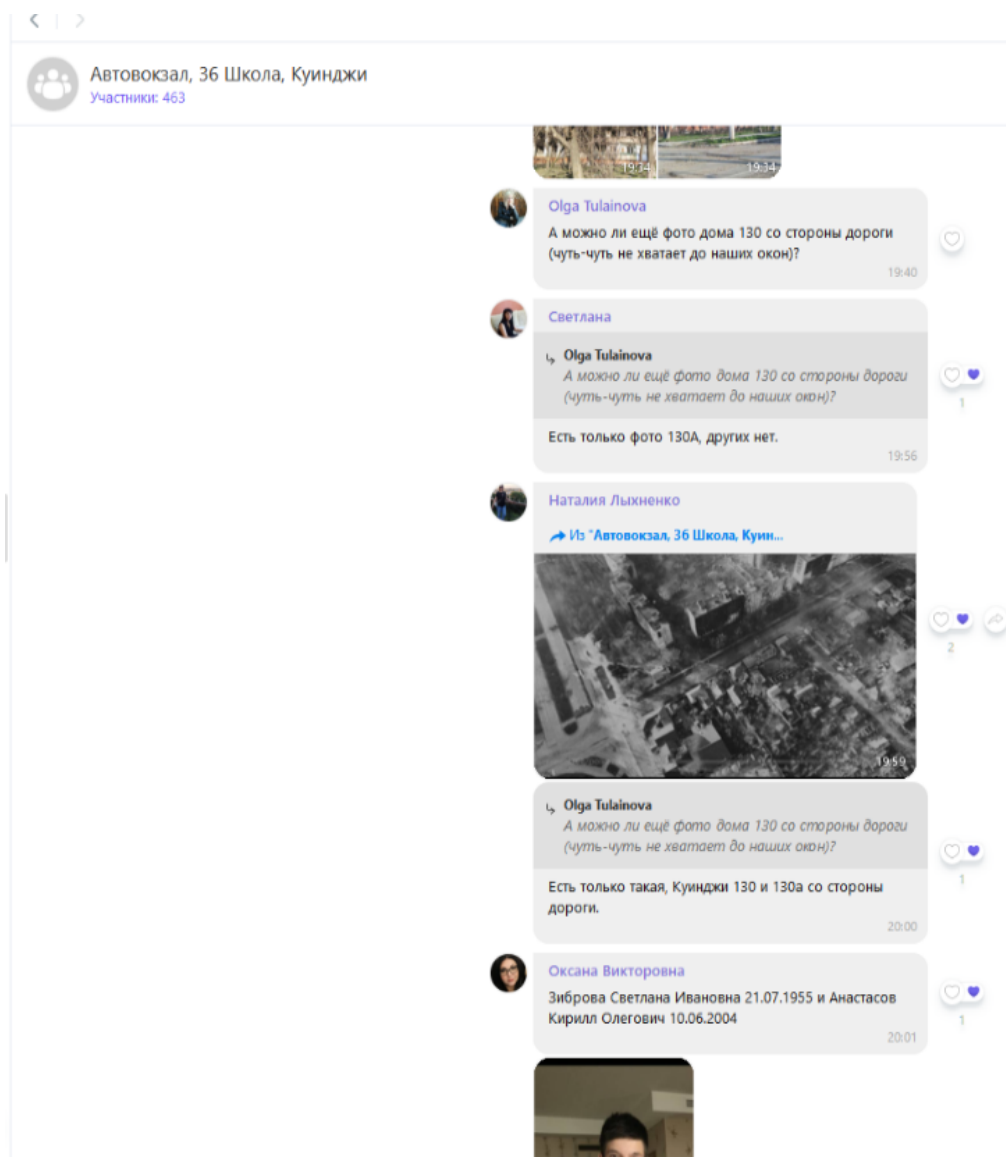 Автовокзал, 36 Школа, Куинджи
Участники: 463
19:34
19:34
Olga Tulainova
А можно ли ещё фото дома 130 со стороны дороги
(чуть-чуть не хватает до наших окон)?
19:40
Светлана
Olga Tulainova
А можно ли ещё фото дома 130 со стороны дороги
(чуть-чуть не хватает до наших окон)?
1
Есть только фото 130А, других нет.
19:56
Наталия Лыхненко
Из "Автовокзал, 36 Школа, Куин...
2
19:59
Olga Tulainova
А можно ли ещё фото дома 130 со стороны дороги
(чуть-чуть не хватает до наших окон)?
1
Есть только такая, Куинджи 130 и 130а со стороны
дороги.
20:00
Оксана Викторовна
Зиброва Светлана Ивановна 21.07.1955 и Анастасов
Кирилл Олегович 10.06.2004
1
20:01